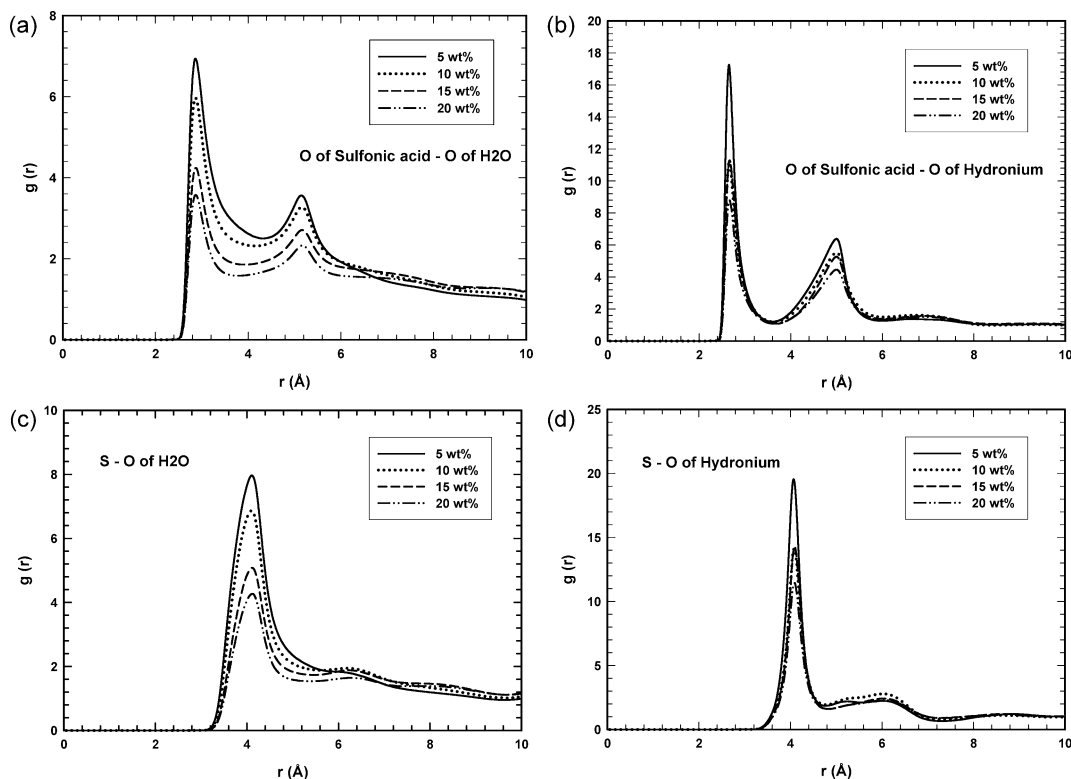 (a)
8
6
4
2
0
g (r)
5 wt%
10 wt%
15 wt%
20 wt%
O of Sulfonic acid - O of H2O
0 2 4 6 8 10
r (Å)
(b)
20
18
16
14
12
10
8
6
4
2
0
g (r)
5 wt%
10 wt%
15 wt%
20 wt%
O of Sulfonic acid - O of Hydronium
0 2 4 6 8 10
r (Å)
(c)
10
8
6
4
2
0
g (r)
S - O of H2O
5 wt%
10 wt%
15 wt%
20 wt%
0 2 4 6 8 10
r (Å)
(d)
25
20
15
10
5
0
g (r)
S - O of Hydronium
5 wt%
10 wt%
15 wt%
20 wt%
0 2 4 6 8 10
r (Å)